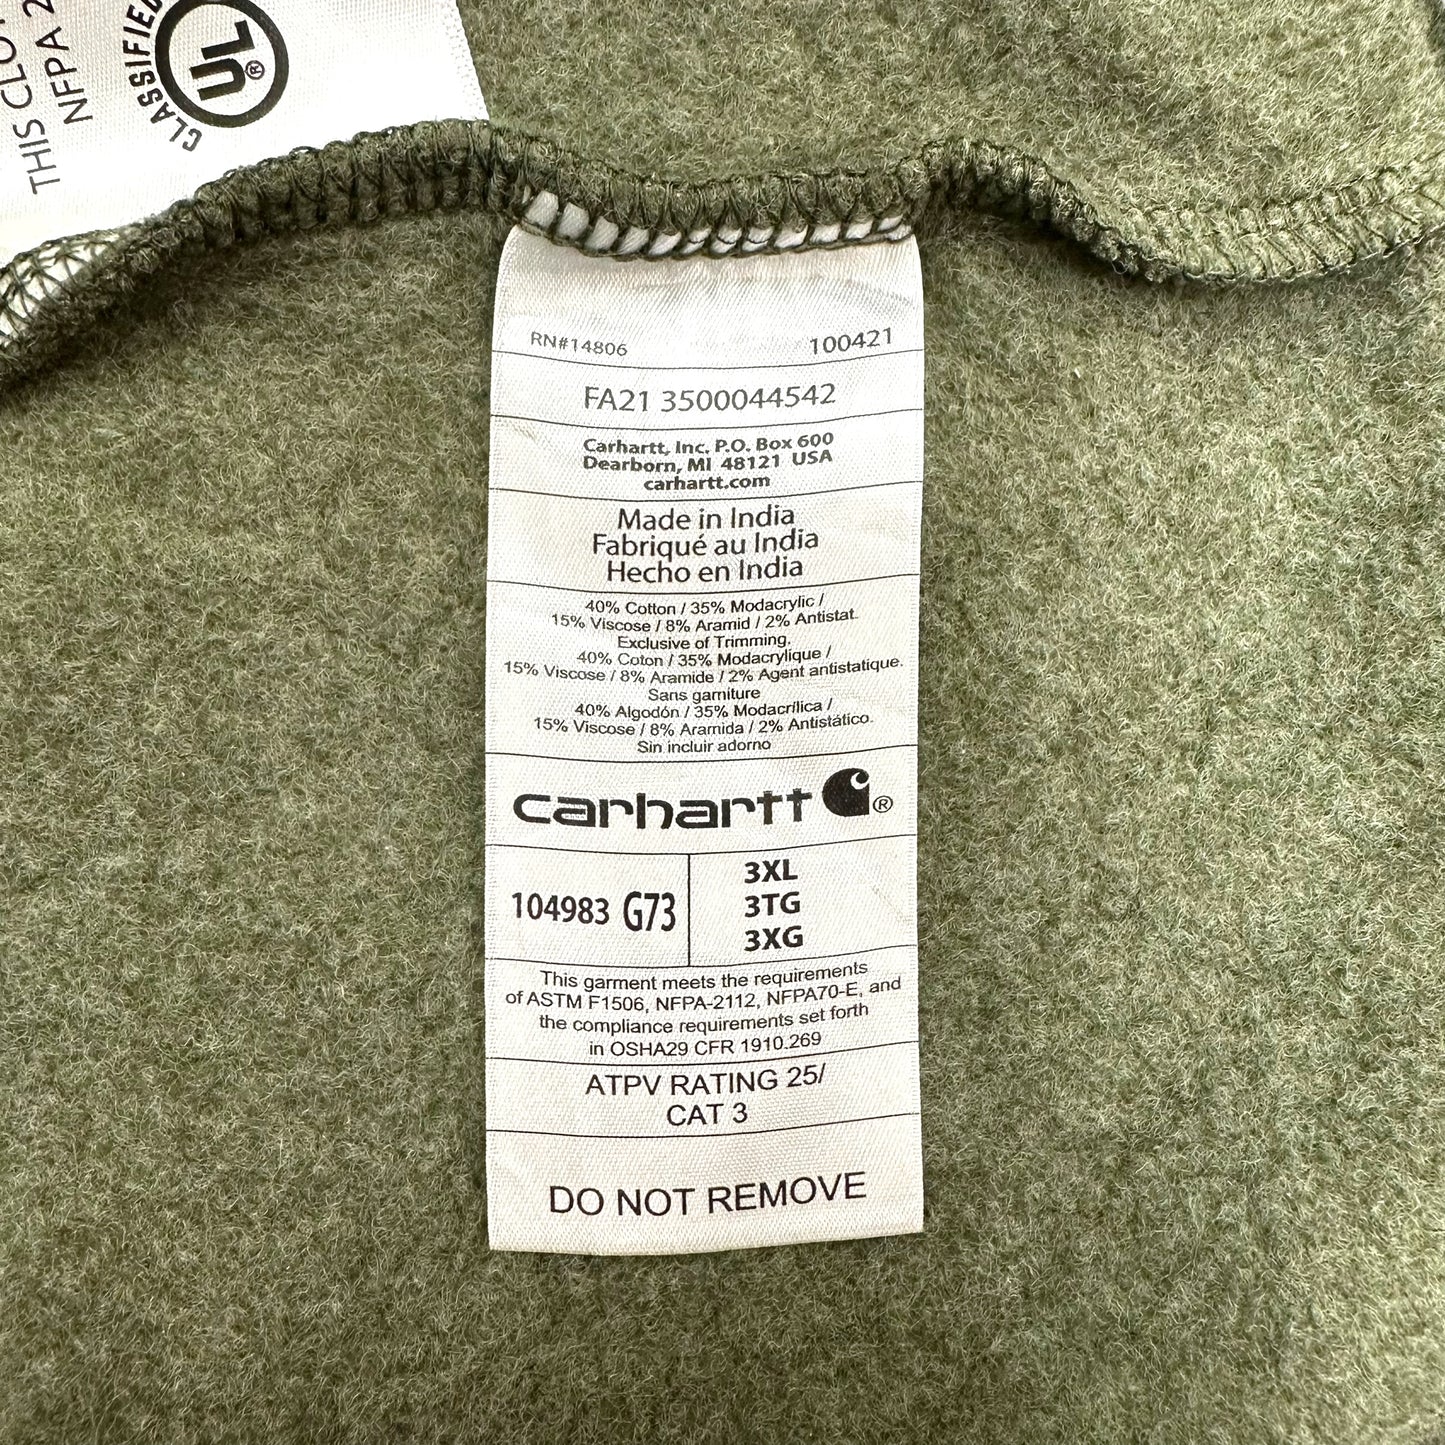 THIS CLO
NFPA 2
CLASSIFIED
UL®
RN#14806 100421
FA21 3500044542
Carhartt, Inc. P.O. Box 600
Dearborn, MI 48121 USA
carhartt.com
Made in India
Fabriqué au India
Hecho en India
40% Cotton / 35% Modacrylic /
15% Viscose / 8% Aramid / 2% Antistat.
Exclusive of Trimming.
40% Coton / 35% Modacrylique /
15% Viscose / 8% Aramide / 2% Agent antistatique.
Sans garniture
40% Algodón / 35% Modacrílica /
15% Viscose / 8% Aramida / 2% Antistático.
Sin incluir adorno
carhartt ®
104983 G73
3XL
3TG
3XG
This garment meets the requirements
of ASTM F1506, NFPA-2112, NFPA70-E, and
the compliance requirements set forth
in OSHA29 CFR 1910.269
ATPV RATING 25/
CAT 3
DO NOT REMOVE